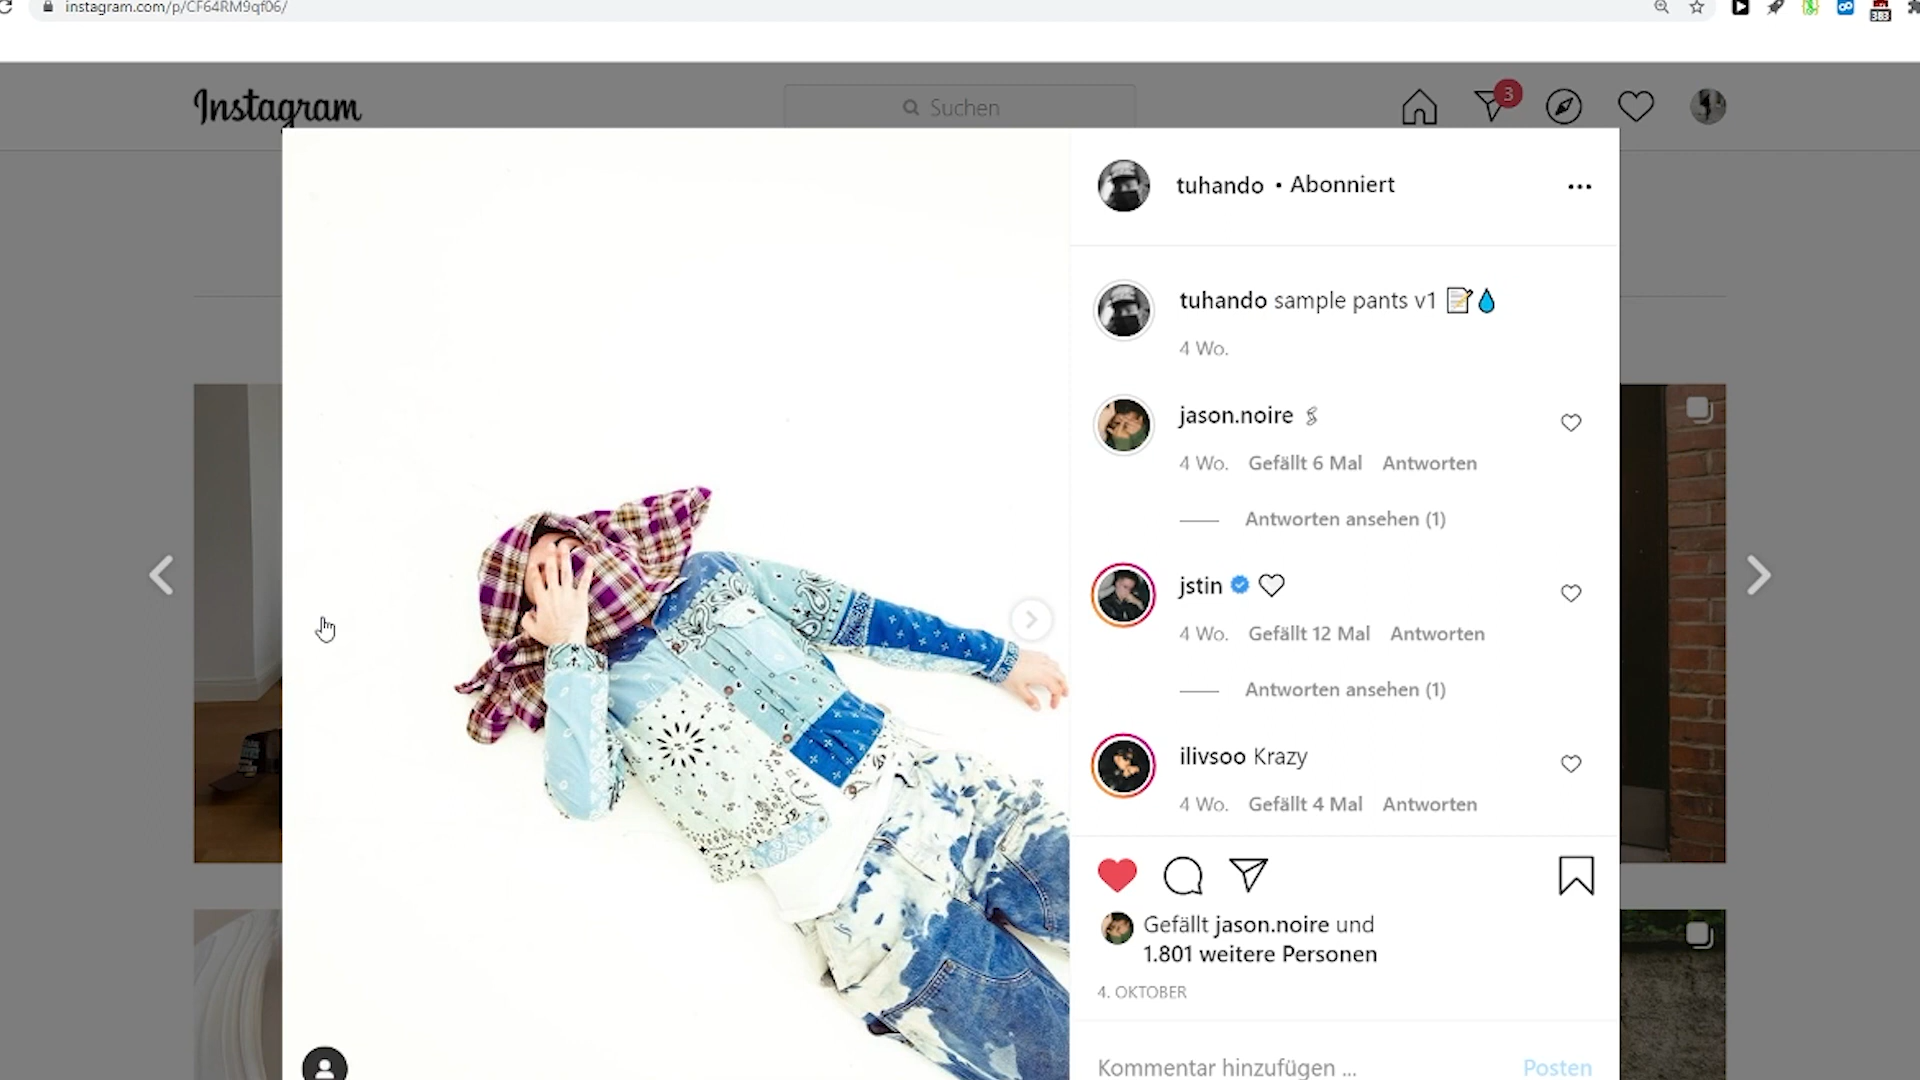 instagram.com/p/CF64RM9qf06/
383
Instagram
Suchen
3
tuhando • Abonniert
tuhando sample pants v1 📝💧
4 Wo.
jason.noire
4 Wo. Gefällt 6 Mal Antworten
Antworten ansehen (1)
jstin
4 Wo. Gefällt 12 Mal Antworten
Antworten ansehen (1)
ilivsoo Krazy
4 Wo. Gefällt 4 Mal Antworten
Gefällt jason.noire und
1.801 weitere Personen
4. OKTOBER
Kommentar hinzufügen ... Posten